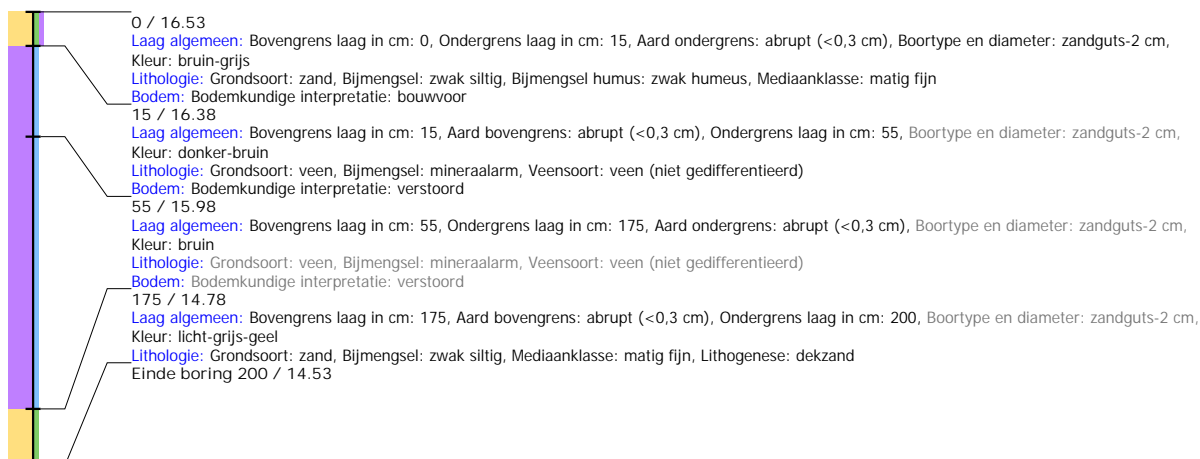 0 / 16.53
Laag algemeen: Bovengrens laag in cm: 0, Ondergrens laag in cm: 15, Aard ondergrens: abrupt (<0,3 cm), Boortype en diameter: zandguts-2 cm,
Kleur: bruin-grijs
Lithologie: Grondsoort: zand, Bijmengsel: zwak siltig, Bijmengsel humus: zwak humeus, Mediaanklasse: matig fijn
Bodem: Bodemkundige interpretatie: bouwvoor
15 / 16.38
Laag algemeen: Bovengrens laag in cm: 15, Aard bovengrens: abrupt (<0,3 cm), Ondergrens laag in cm: 55, Boortype en diameter: zandguts-2 cm,
Kleur: donker-bruin
Lithologie: Grondsoort: veen, Bijmengsel: mineraalarm, Veensoort: veen (niet gedifferentieerd)
Bodem: Bodemkundige interpretatie: verstoord
55 / 15.98
Laag algemeen: Bovengrens laag in cm: 55, Ondergrens laag in cm: 175, Aard ondergrens: abrupt (<0,3 cm), Boortype en diameter: zandguts-2 cm,
Kleur: bruin
Lithologie: Grondsoort: veen, Bijmengsel: mineraalarm, Veensoort: veen (niet gedifferentieerd)
Bodem: Bodemkundige interpretatie: verstoord
175 / 14.78
Laag algemeen: Bovengrens laag in cm: 175, Aard bovengrens: abrupt (<0,3 cm), Ondergrens laag in cm: 200, Boortype en diameter: zandguts-2 cm,
Kleur: licht-grijs-geel
Lithologie: Grondsoort: zand, Bijmengsel: zwak siltig, Mediaanklasse: matig fijn, Lithogenese: dekzand
Einde boring 200 / 14.53